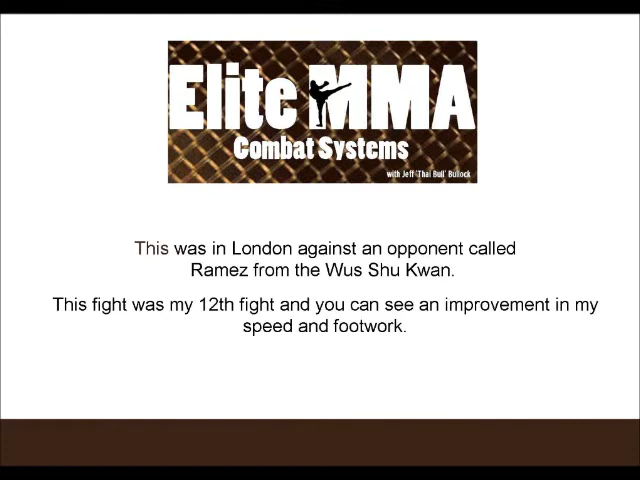 Elite MMA
Combat Systems
with Jeff 'Thai Bull' Bullock
This was in London against an opponent called
Ramez from the Wus Shu Kwan.
This fight was my 12th fight and you can see an improvement in my
speed and footwork.